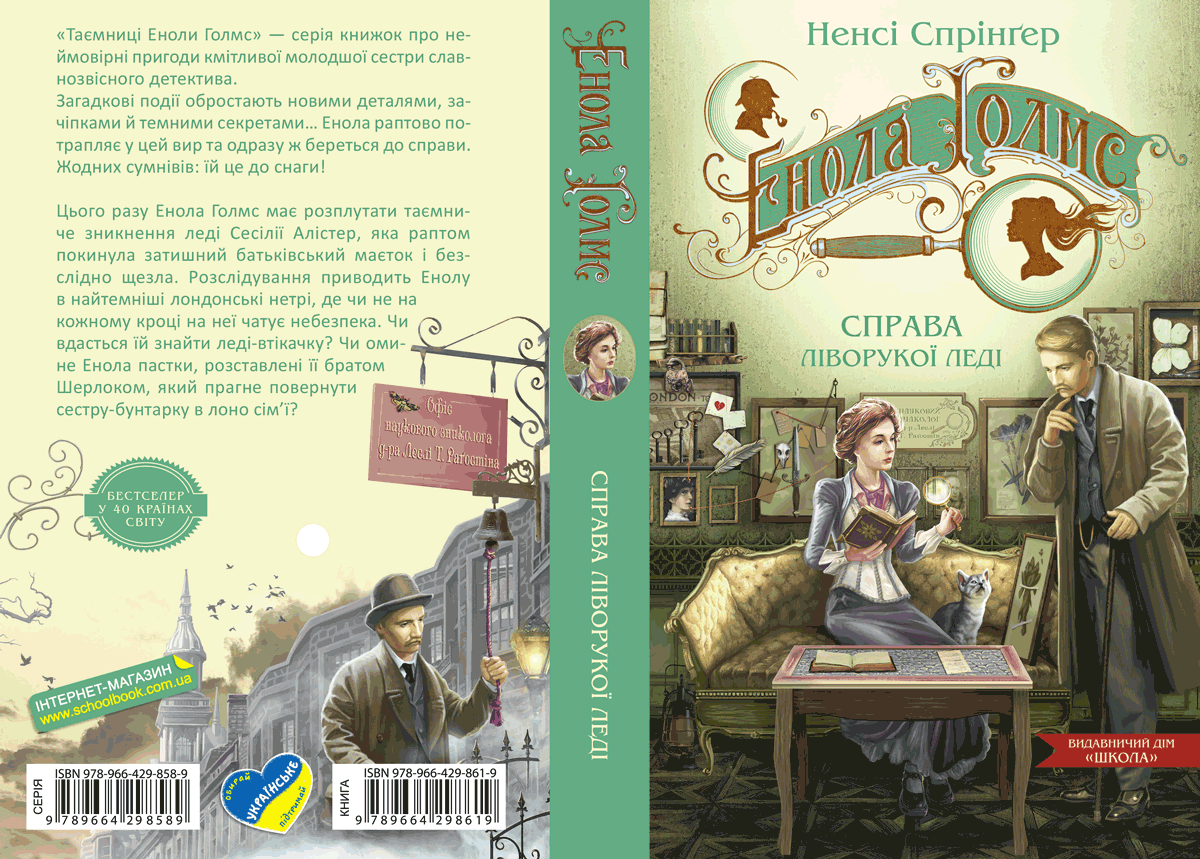 «Таємниці Еноли Голмс» — серія книжок про не-
ймовірні пригоди кмітливої молодшої сестри слав-
нозвісного детектива.
Загадкові події обростають новими деталями, за-
чіпками й темними секретами... Енола раптово по-
трапляє у цей вир та одразу ж береться до справи.
Жодних сумнівів: їй це до снаги!
Цього разу Енола Голмс має розплутати таємни-
че зникнення леді Сесілії Алістер, яка раптом
покинула затишний батьківський маєток і без-
слідно щезла. Розслідування приводить Енолу
в найтемніші лондонські нетрі, де чи не на
кожному кроці на неї чатує небезпека. Чи
вдасться їй знайти леді-втікачку? Чи оми-
не Енола пастки, розставлені її братом
Шерлоком, який прагне повернути
сестру-бунтарку в лоно сім’ї?
Офіс
наукового зниколога
д-ра Леслі Т. Раґостіна
БЕСТСЕЛЕР
У 40 КРАЇНАХ
СВІТУ
ІНТЕРНЕТ-МАГАЗИН
www.schoolbook.com.ua
СЕРІЯ
ISBN 978-966-429-858-9
9 789664 298589
обирай
УКРАЇНСЬКЕ
підтримай
КНИГА
ISBN 978-966-429-861-9
9 789664 298619
Енола Голмс
СПРАВА ЛІВОРУКОЇ ЛЕДІ
Ненсі Спрінґер
Енола Голмс
СПРАВА
ЛІВОРУКОЇ ЛЕДІ
LONDON TO
ВИДАВНИЧИЙ ДІМ
«ШКОЛА»